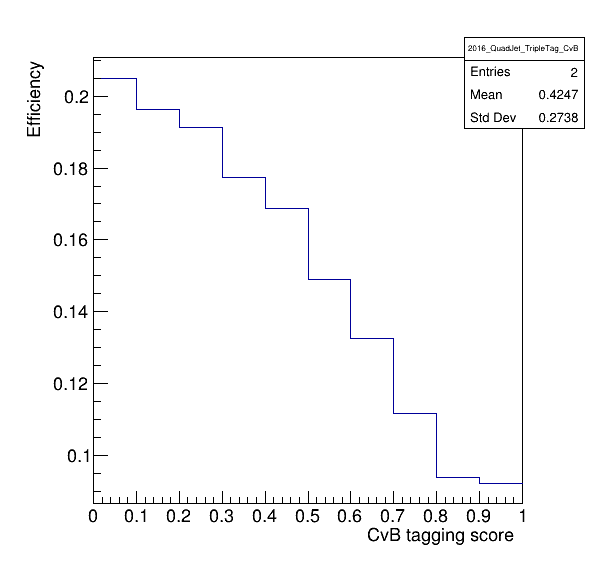 2016_QuadJet_TripleTag_CvB
Entries 2
Mean 0.4247
Std Dev 0.2738
Efficiency
0.2
0.18
0.16
0.14
0.12
0.1
0 0.1 0.2 0.3 0.4 0.5 0.6 0.7 0.8 0.9 1
CvB tagging score